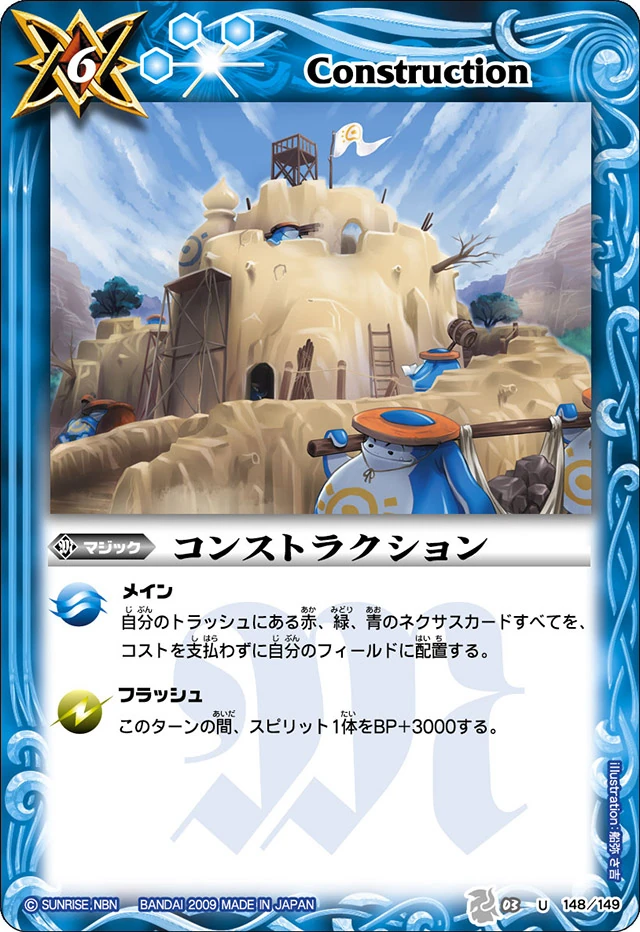 6
Construction
マジック
コンストラクション
メイン
自分のトラッシュにある赤、緑、青のネクサスカードすべてを、
コストを支払わずに自分のフィールドに配置する。
フラッシュ
このターンの間、スピリット1体をBP+3000する。
illustration:船弥 さ吉
© SUNRISE,NBN BANDAI 2009 MADE IN JAPAN
03 U 148/149